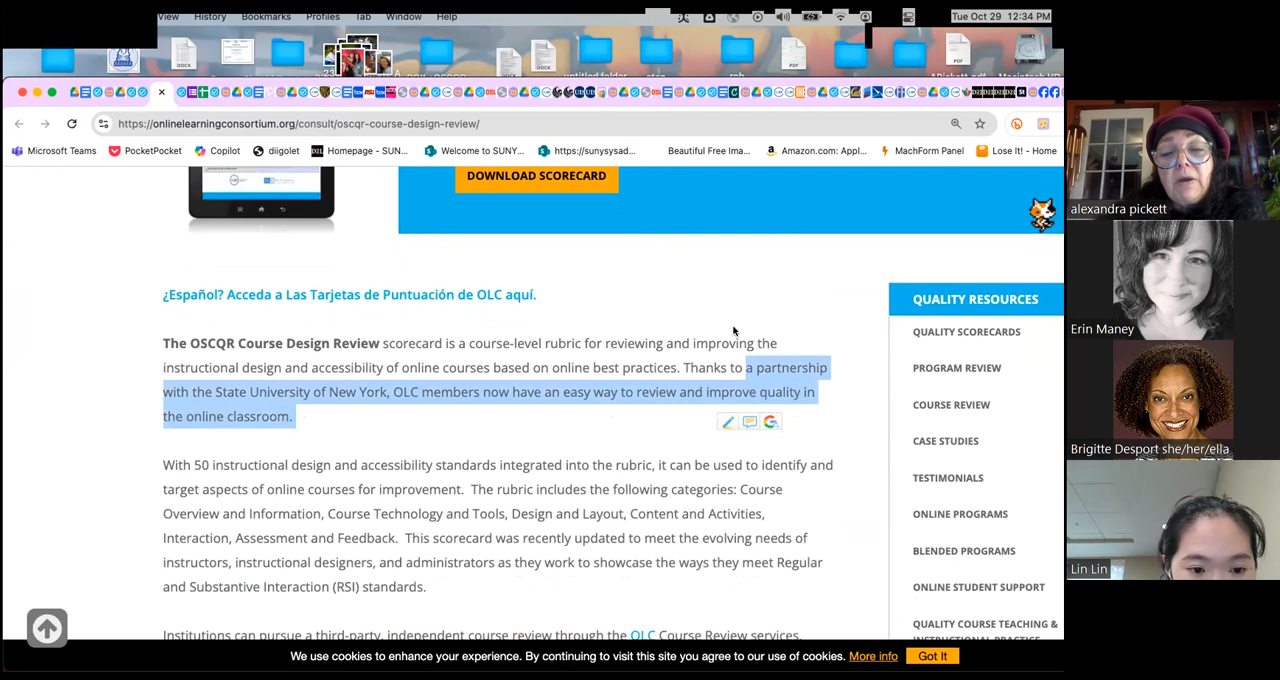 View History Bookmarks Profiles Tab Window Help
Tue Oct 29 12:34 PM
DOCX
DOCX
PDF
untitled folder
Macintosh HD
https://onlinelearningconsortium.org/consult/oscqr-course-design-review/
Microsoft Teams PocketPocket Copilot diigolet Homepage - SUN... Welcome to SUNY... https://sunysysad... Beautiful Free Ima... Amazon.com: Appl... MachForm Panel Lose It! - Home
DOWNLOAD SCORECARD
¿Español? Acceda a Las Tarjetas de Puntuación de OLC aquí.
The OSCQR Course Design Review scorecard is a course-level rubric for reviewing and improving the
instructional design and accessibility of online courses based on online best practices. Thanks to a partnership
with the State University of New York, OLC members now have an easy way to review and improve quality in
the online classroom.
With 50 instructional design and accessibility standards integrated into the rubric, it can be used to identify and
target aspects of online courses for improvement. The rubric includes the following categories: Course
Overview and Information, Course Technology and Tools, Design and Layout, Content and Activities,
Interaction, Assessment and Feedback. This scorecard was recently updated to meet the evolving needs of
instructors, instructional designers, and administrators as they work to showcase the ways they meet Regular
and Substantive Interaction (RSI) standards.
Institutions can pursue a third-party, independent course review through the OLC Course Review services.
QUALITY RESOURCES
QUALITY SCORECARDS
PROGRAM REVIEW
COURSE REVIEW
CASE STUDIES
TESTIMONIALS
ONLINE PROGRAMS
BLENDED PROGRAMS
ONLINE STUDENT SUPPORT
QUALITY COURSE TEACHING &
INSTRUCTIONAL PRACTICE
We use cookies to enhance your experience. By continuing to visit this site you agree to our use of cookies. More info Got It
alexandra pickett
Erin Maney
Brigitte Desport she/her/ella
Lin Lin